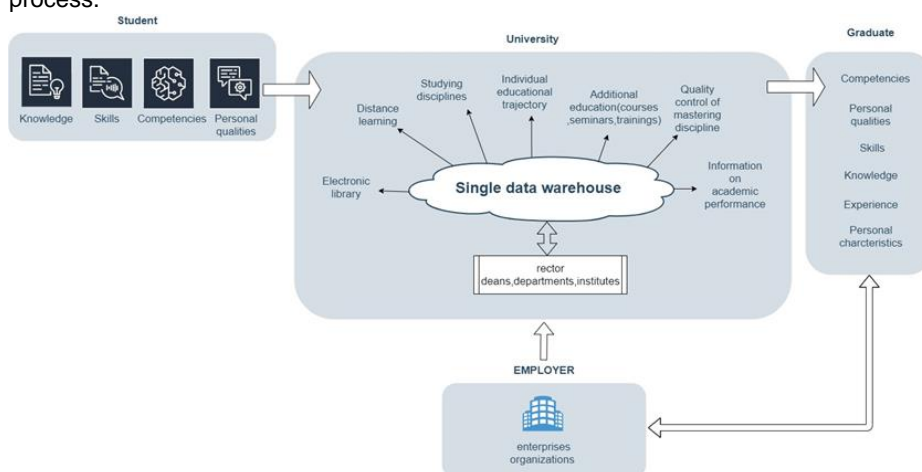 process.
Student
Knowledge
Skills
Competencies
Personal
qualities
University
Electronic
library
Distance
learning
Studying
disciplines
Individual
educational
trajectory
Additional
education(courses
,seminars,trainings)
Quality
control of
mastering
discipline
Information
on
academic
performance
Single data warehouse
rector
deans,departments,institutes
Graduate
Competencies
Personal
qualities
Skills
Knowledge
Experience
Personal
charcteristics
EMPLOYER
enterprises
organizations